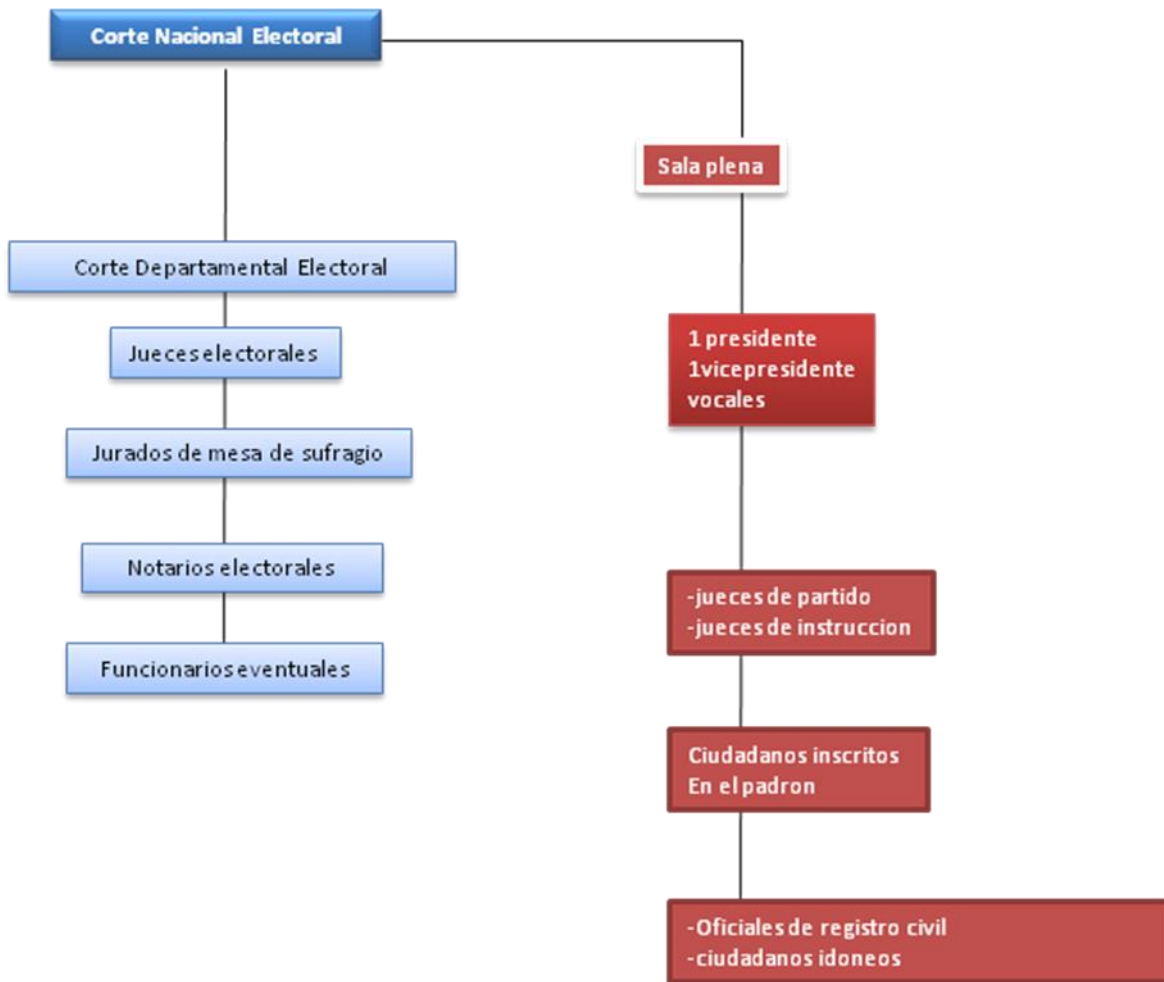 Corte Nacional Electoral
Sala plena
Corte Departamental Electoral
Jueces electorales
Jurados de mesa de sufragio
Notarios electorales
Funcionarios eventuales
1 presidente
1vicepresidente
vocales
-jueces de partido
-jueces de instruccion
Ciudadanos inscritos
En el padron
-Oficiales de registro civil
-ciudadanos idoneos